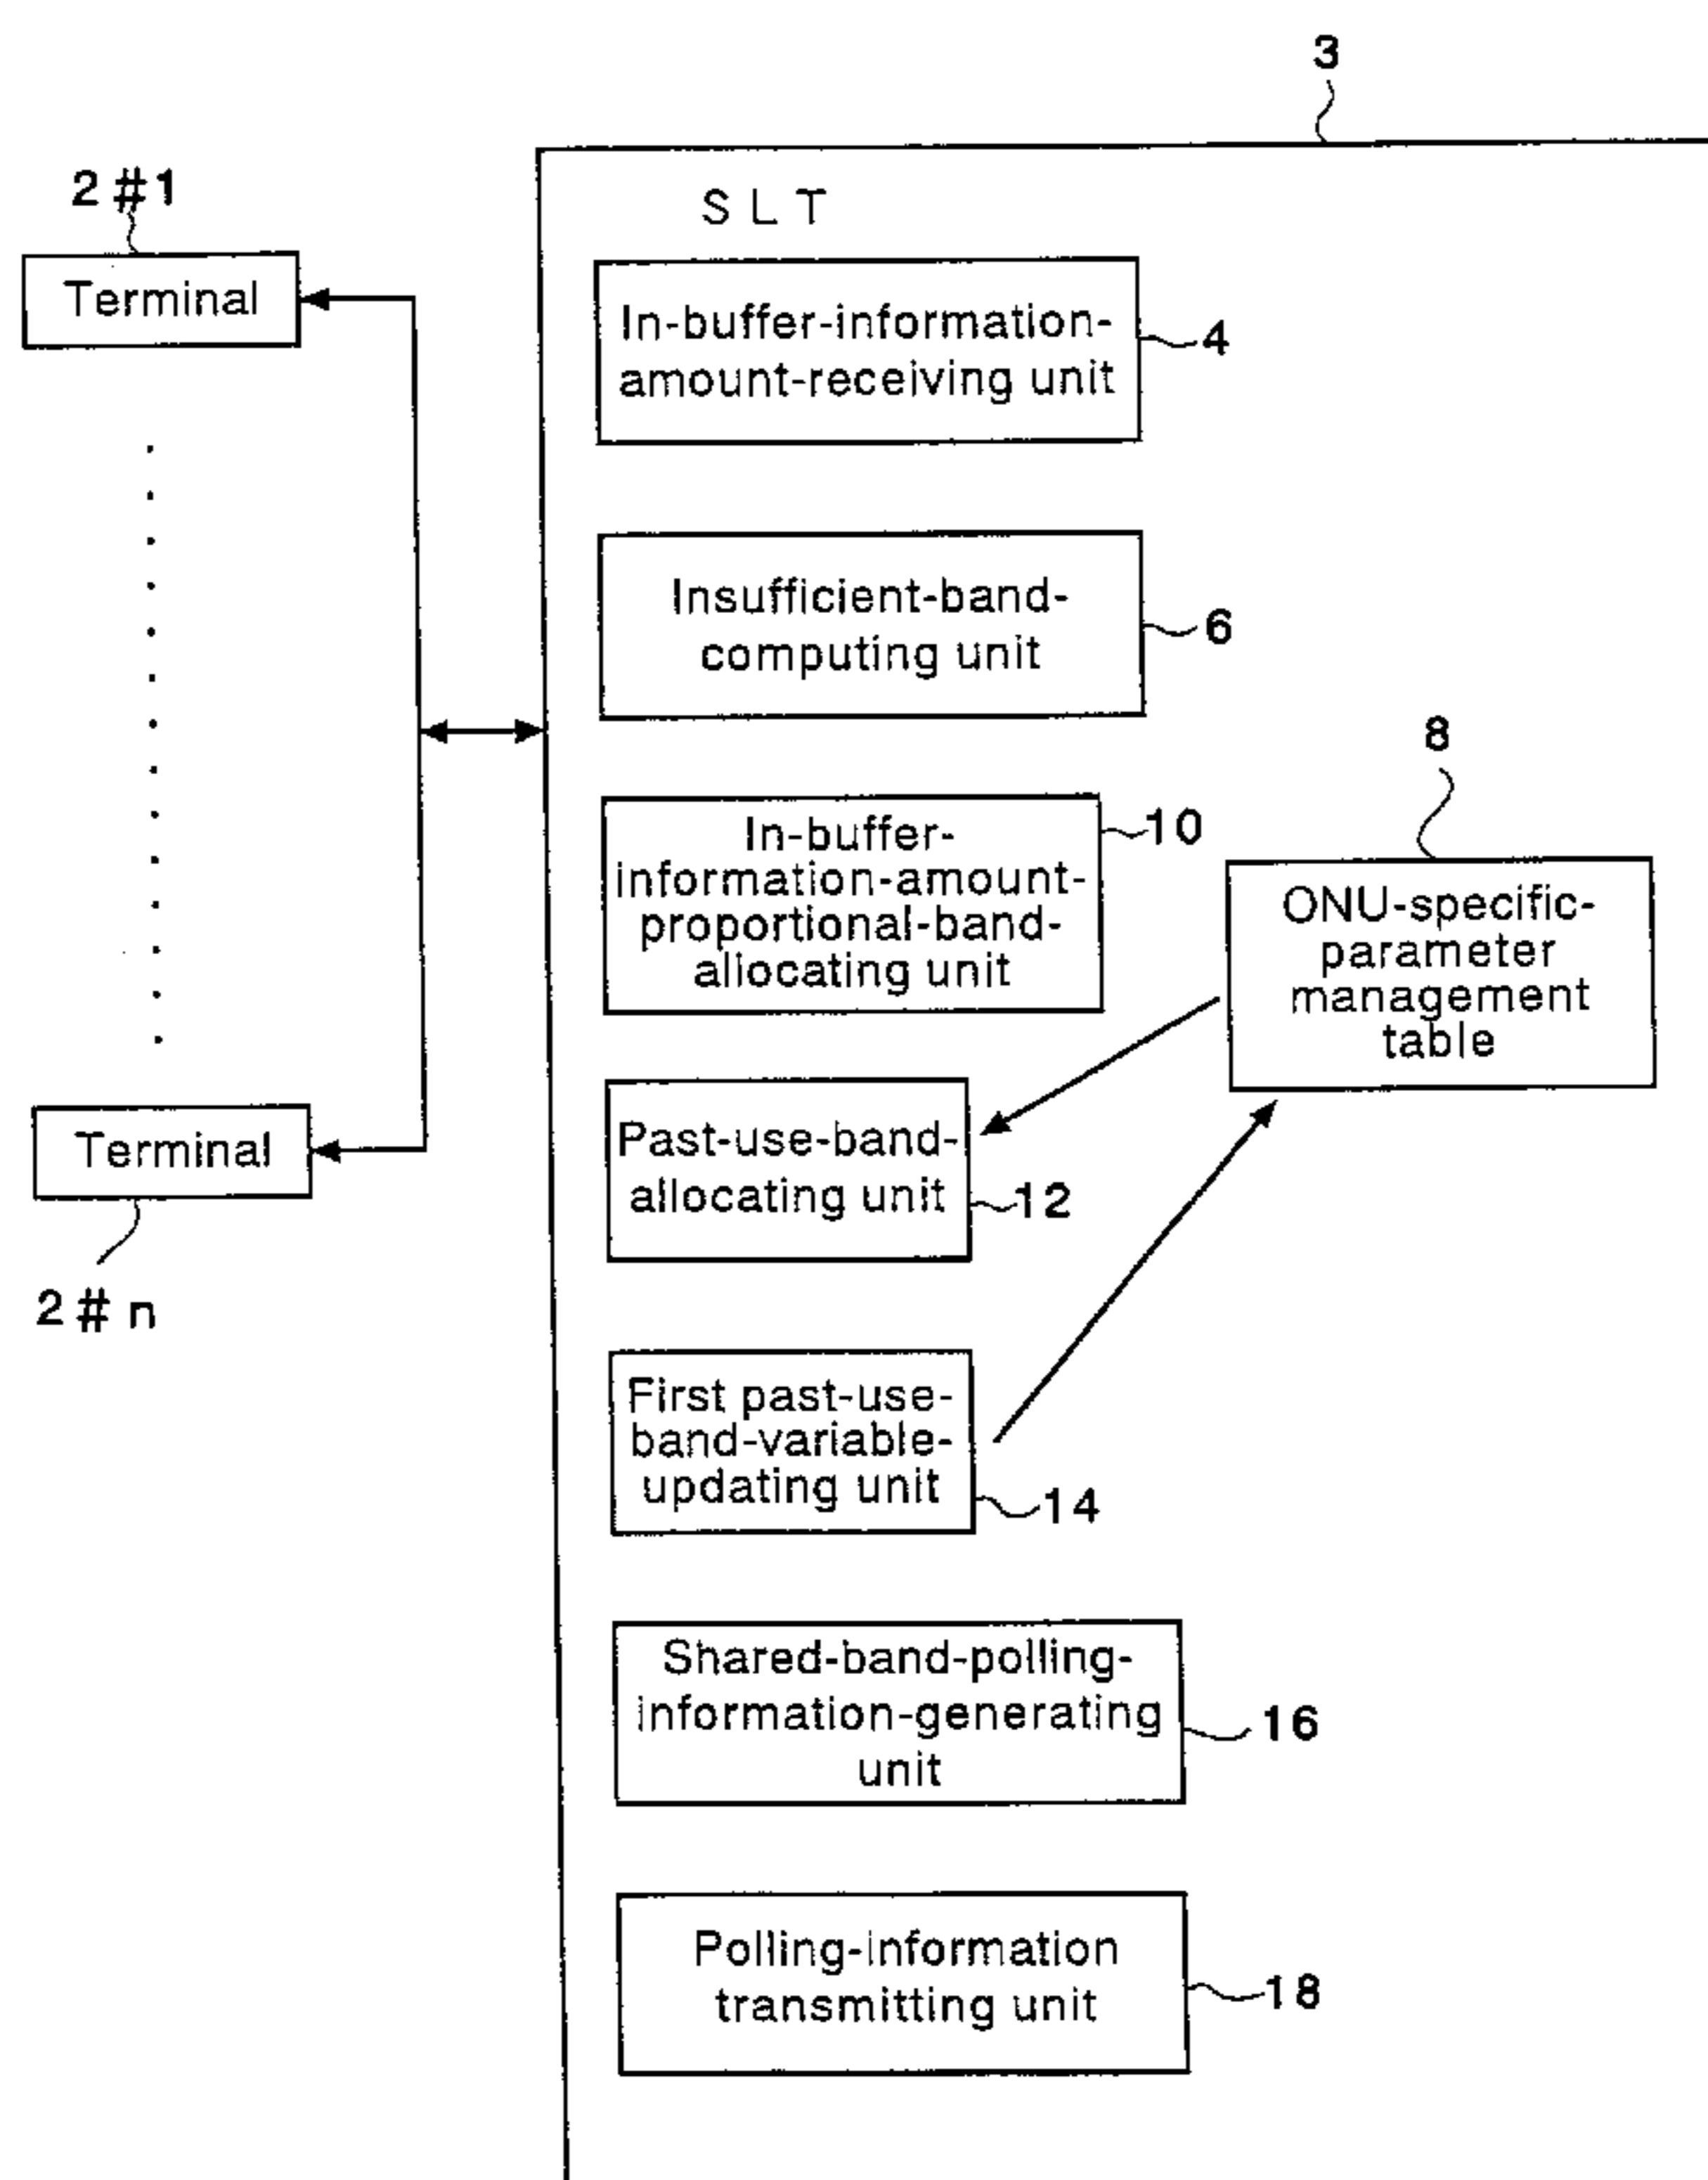 3
2 #1
SLT
Terminal
In-buffer-information-
amount-receiving unit
4
Insufficient-band-
computing unit
6
8
In-buffer-
information-amount-
proportional-band-
allocating unit
10
ONU-specific-
parameter
management
table
Terminal
2 # n
Past-use-band-
allocating unit
12
First past-use-
band-variable-
updating unit
14
Shared-band-polling-
information-generating
unit
16
Polling-information
transmitting unit
18